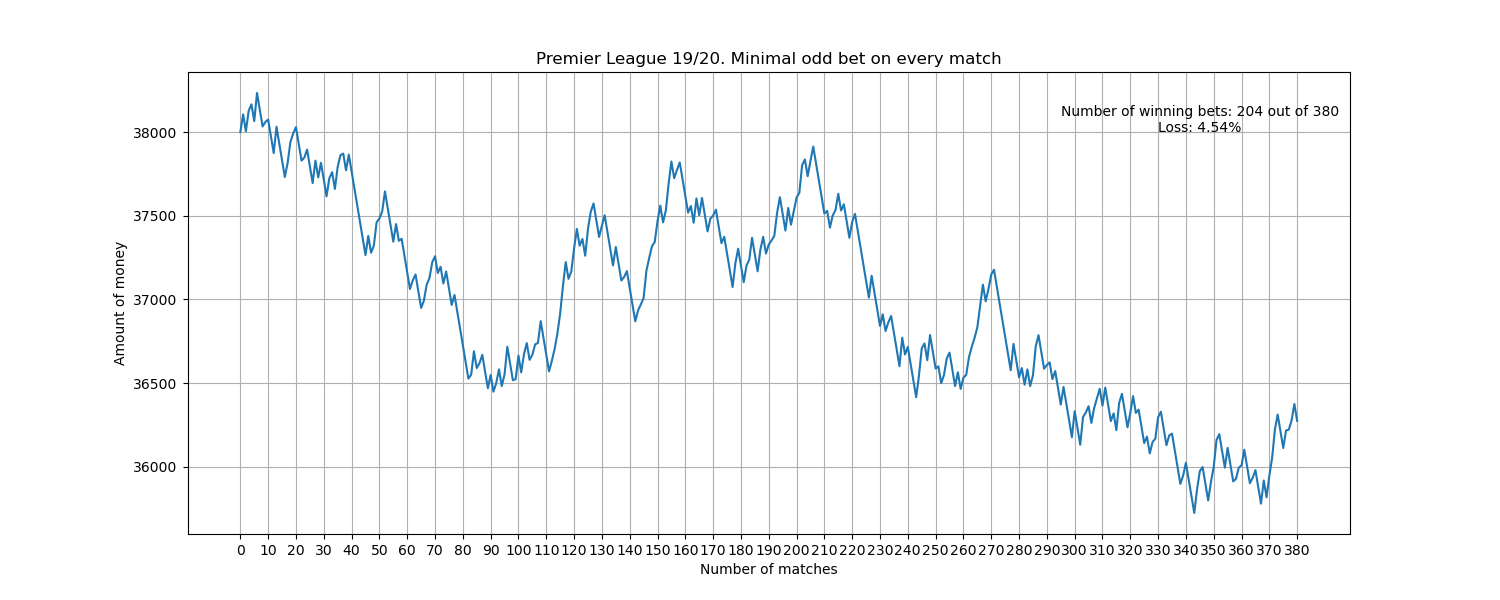 Premier League 19/20. Minimal odd bet on every match
Number of winning bets: 204 out of 380
Loss: 4.54%
38000
37500
37000
36500
36000
Amount of money
0 10 20 30 40 50 60 70 80 90 100 110 120 130 140 150 160 170 180 190 200 210 220 230 240 250 260 270 280 290 300 310 320 330 340 350 360 370 380
Number of matches